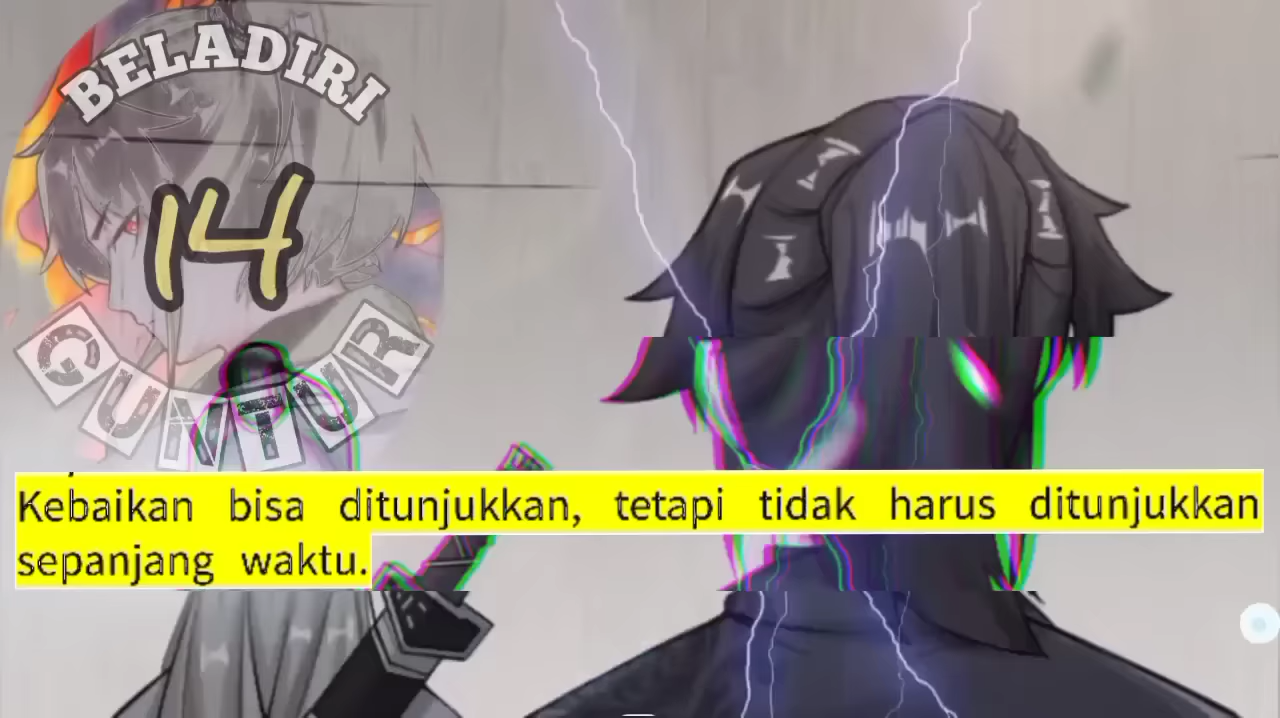 BELADIRI
14
GUNTUR
Kebaikan bisa ditunjukkan, tetapi tidak harus ditunjukkan
sepanjang waktu.